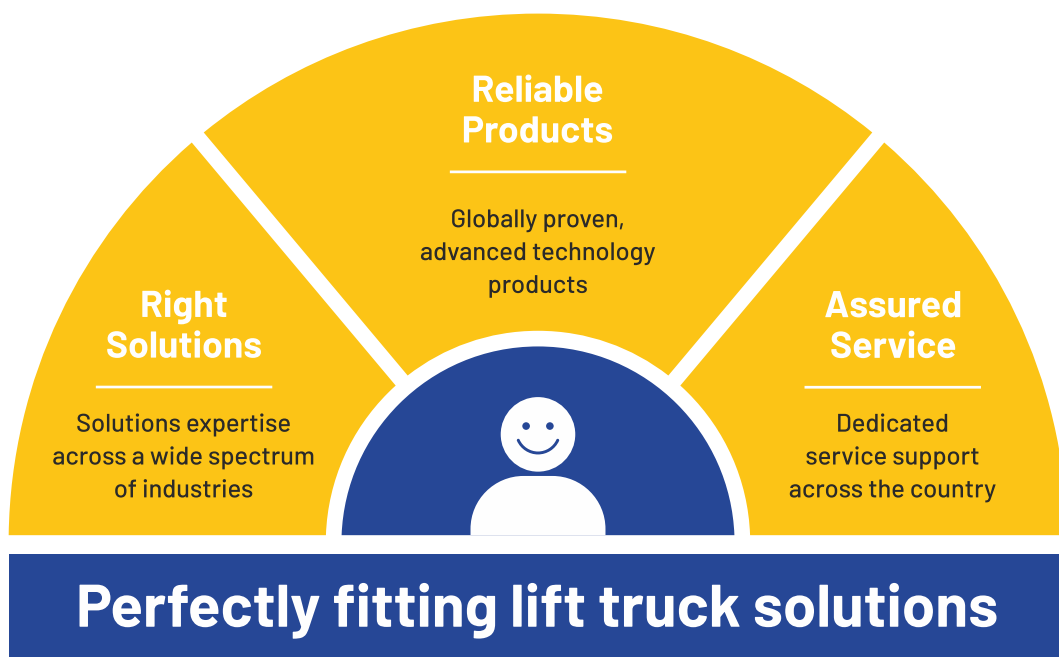 Reliable
Products
Globally proven,
advanced technology
products
Right
Solutions
Solutions expertise
across a wide spectrum
of industries
Assured
Service
Dedicated
service support
across the country
Perfectly fitting lift truck solutions